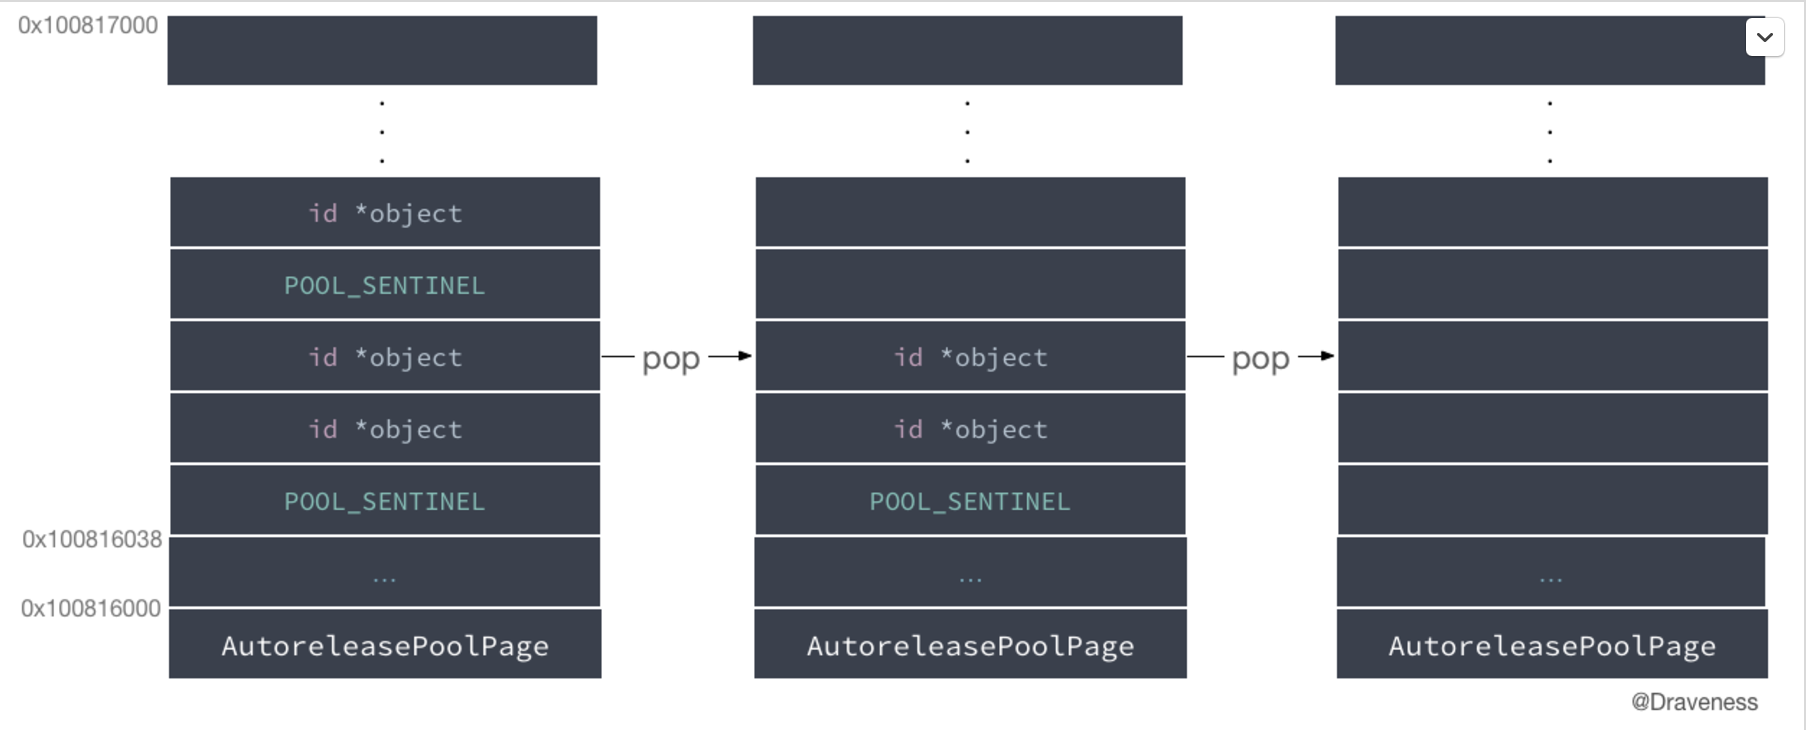 0x100817000
id *object
POOL_SENTINEL
id *object
pop
id *object
pop
id *object
id *object
POOL_SENTINEL
POOL_SENTINEL
0x100816038
...
...
...
0x100816000
AutoreleasePoolPage
AutoreleasePoolPage
AutoreleasePoolPage
@Draveness